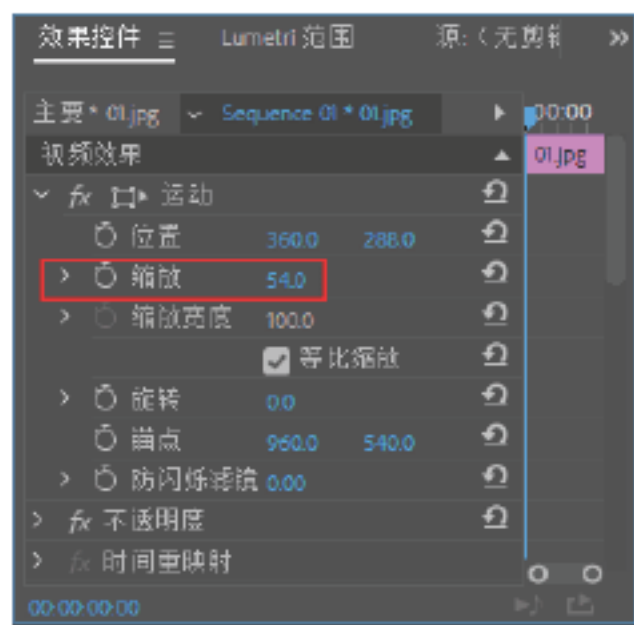 效果控件 Lumetri 范围 源:（无剪辑 »
主要 * 01.jpg Sequence 01 * 01.jpg 00:00
视频效果 01.jpg
fx 运动
位置 360.0 288.0
缩放 54.0
缩放宽度 100.0
等比缩放
旋转 0.0
锚点 960.0 540.0
防闪烁滤镜 0.00
fx 不透明度
fx 时间重映射
00:00:00:00